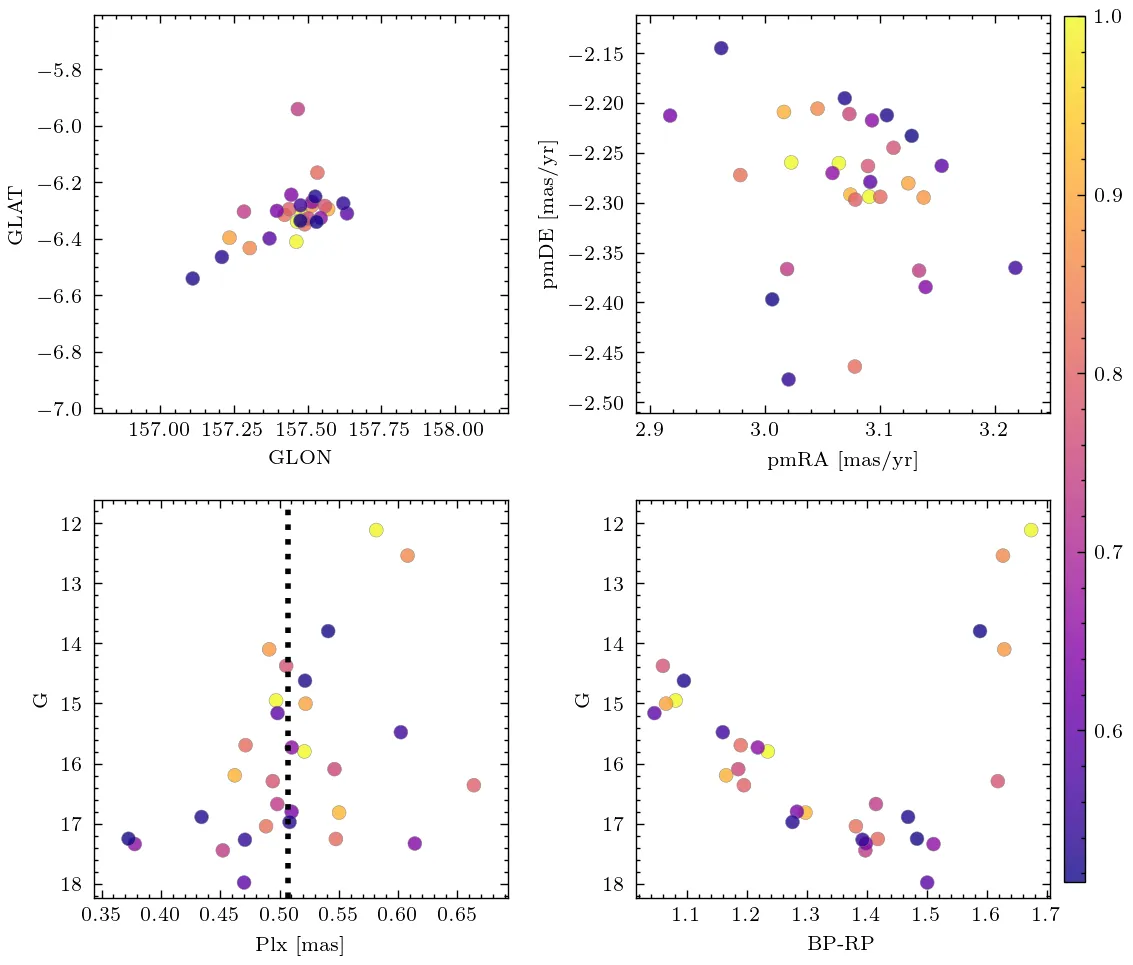 −5.8
−6.0
−6.2
−6.4
−6.6
−6.8
−7.0
GLAT
157.00 157.25 157.50 157.75 158.00
GLON
−2.15
−2.20
−2.25
−2.30
−2.35
−2.40
−2.45
−2.50
pmDE [mas/yr]
2.9 3.0 3.1 3.2
pmRA [mas/yr]
1.0
0.9
0.8
0.7
0.6
12
13
14
15
16
17
18
G
0.35 0.40 0.45 0.50 0.55 0.60 0.65
Plx [mas]
12
13
14
15
16
17
18
G
1.1 1.2 1.3 1.4 1.5 1.6 1.7
BP-RP